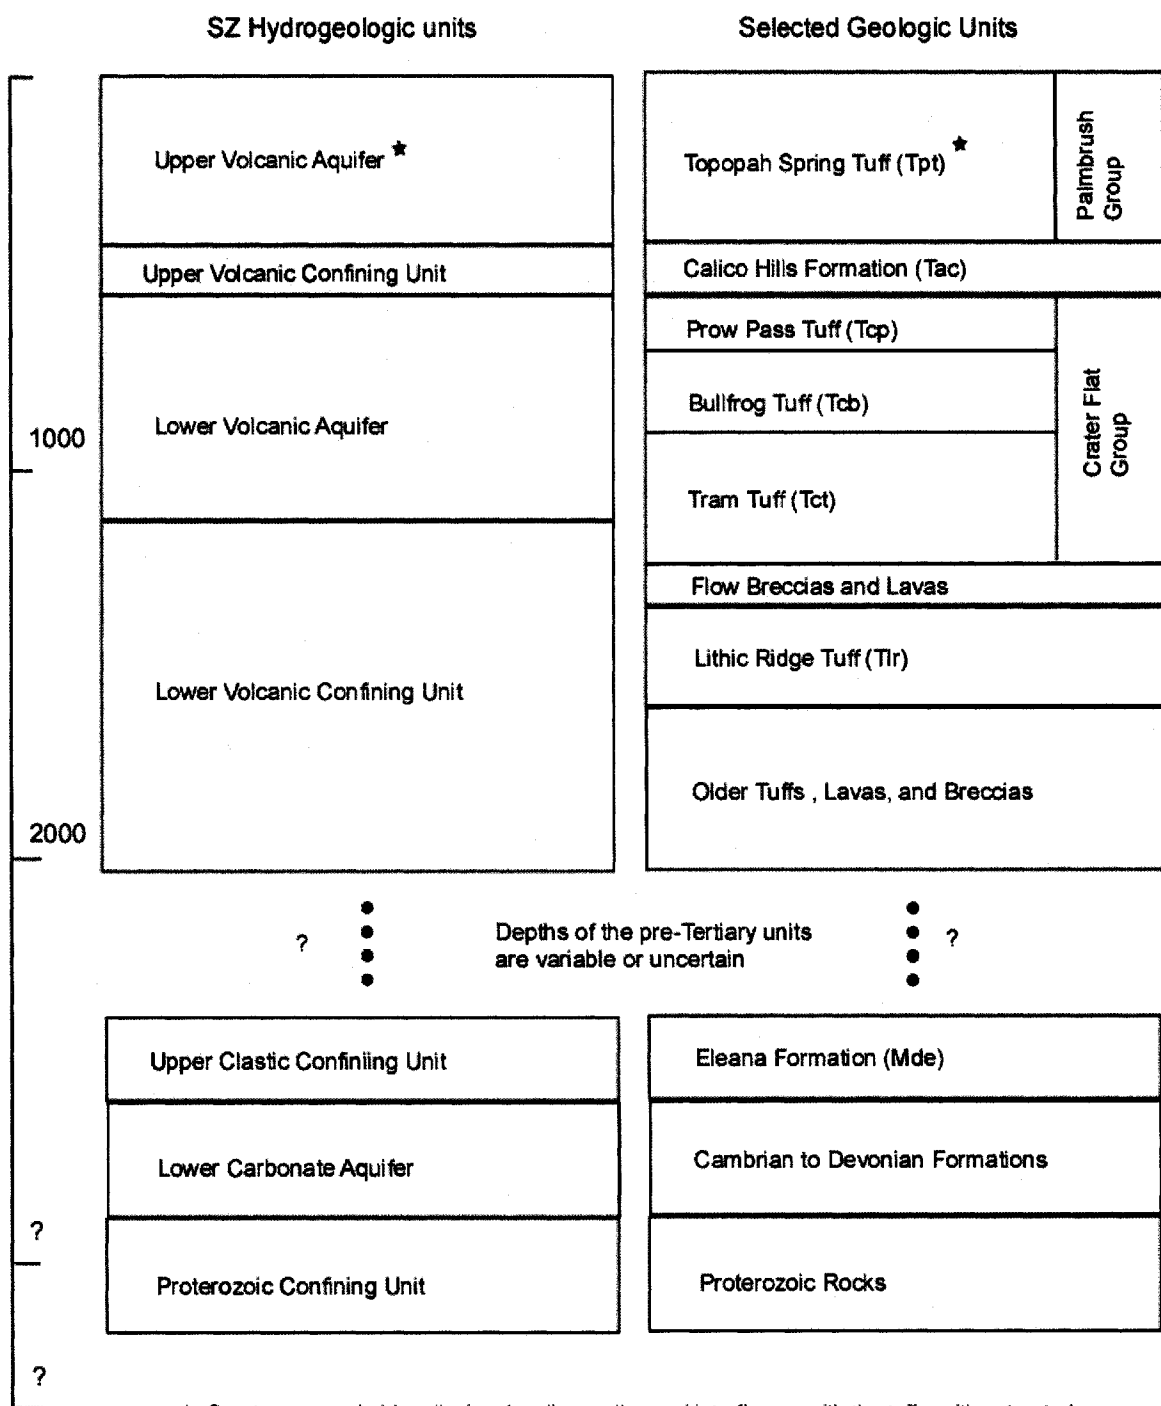 SZ Hydrogeologic units
Selected Geologic Units
Upper Volcanic Aquifer ★
Upper Volcanic Confining Unit
Lower Volcanic Aquifer
Lower Volcanic Confining Unit
Topopah Spring Tuff (Tpt) ★
Palmbrush
Group
Calico Hills Formation (Tac)
Prow Pass Tuff (Tcp)
Bullfrog Tuff (Tcb)
Tram Tuff (Tct)
Crater Flat
Group
Flow Breccias and Lavas
Lithic Ridge Tuff (Tlr)
Older Tuffs , Lavas, and Breccias
1000
2000
?
Depths of the pre-Tertiary units
are variable or uncertain
?
Upper Clastic Confiniing Unit
Lower Carbonate Aquifer
Proterozoic Confining Unit
Eleana Formation (Mde)
Cambrian to Devonian Formations
Proterozoic Rocks
?
?